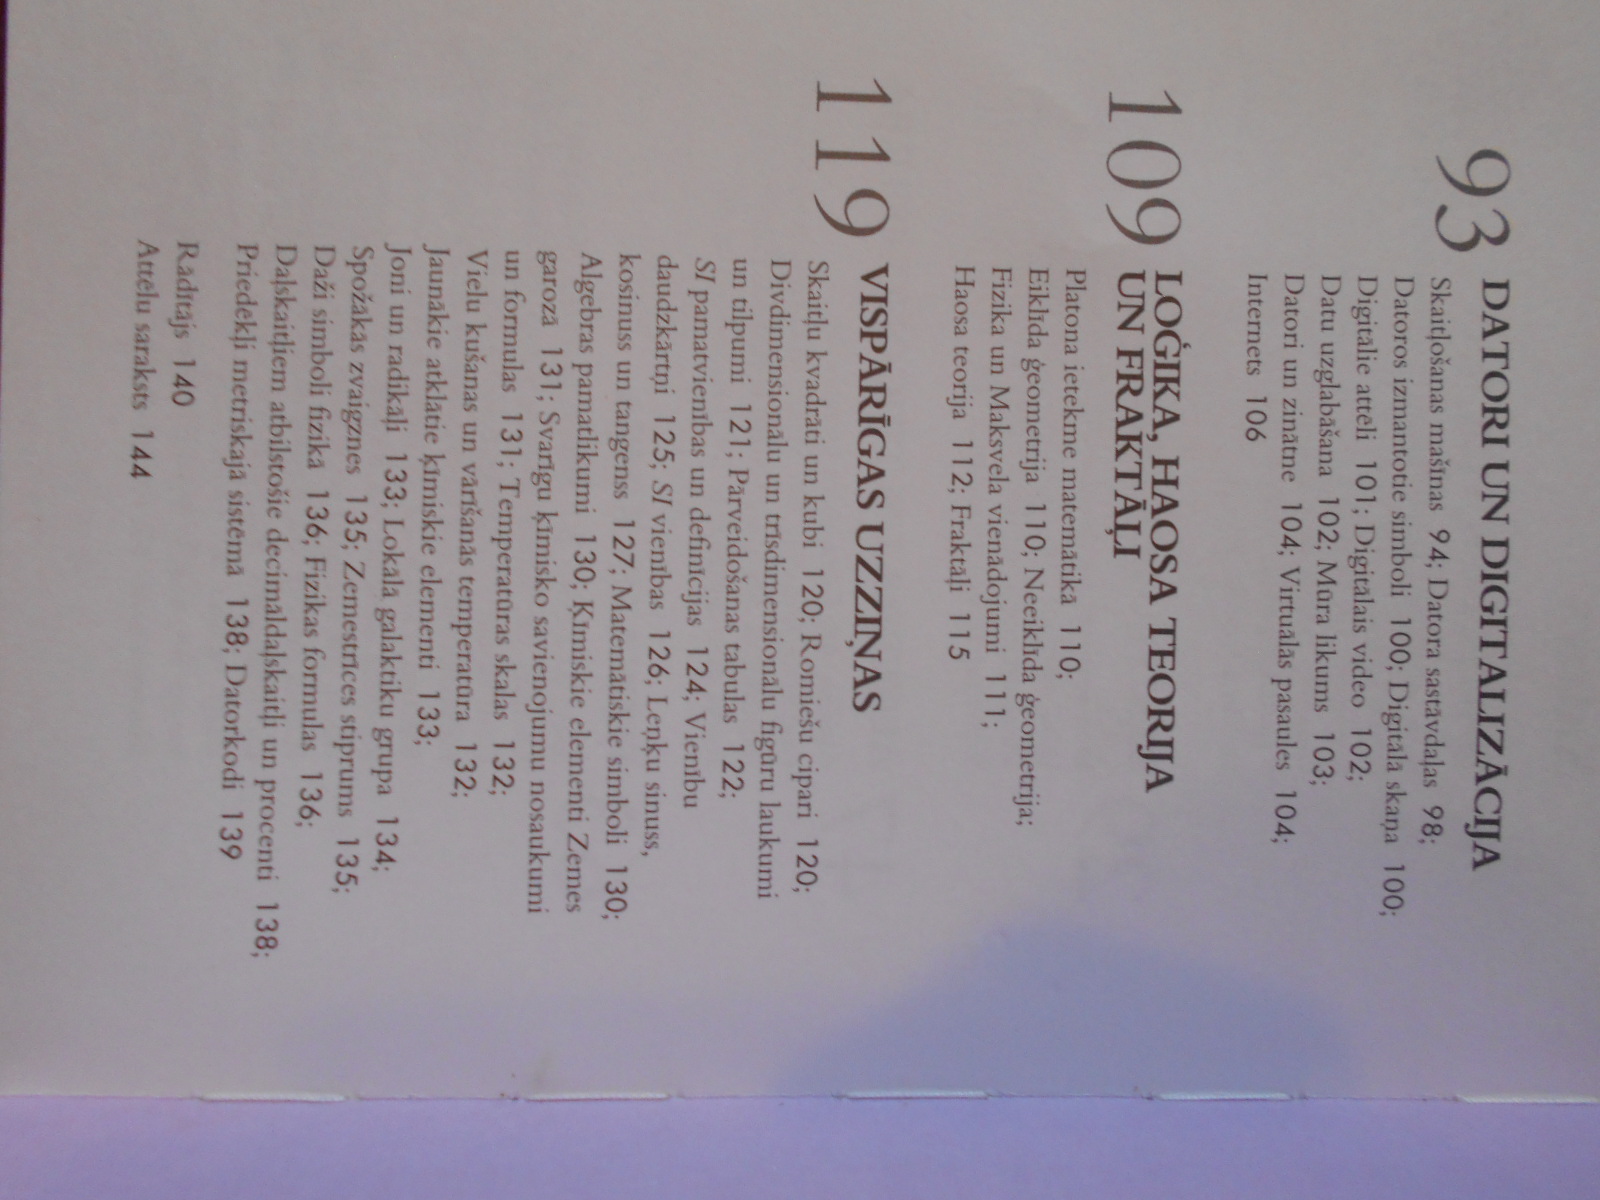 93 DATORI UN DIGITALIZĀCIJA
Skaitļošanas mašīnas 94; Datora sastāvdaļas 98;
Datoros izmantotie simboli 100; Digitālā skaņa 100;
Digitālie attēli 101; Digitālais video 102;
Datu uzglabāšana 102; Mūra likums 103;
Datori un zinātne 104; Virtuālās pasaules 104;
Internets 106
109 LOĢIKA, HAOSA TEORIJA
UN FRAKTĀĻI
Platona ietekme matemātikā 110;
Eiklīda ģeometrija 110; Neeiklīda ģeometrija;
Fizika un Maksvela vienādojumi 111;
Haosa teorija 112; Fraktāļi 115
119 VISPĀRĪGAS UZZIŅAS
Skaitļu kvadrāti un kubi 120; Romiešu cipari 120;
Divdimensionālu un trīsdimensionālu figūru laukumi
un tilpumi 121; Pārveidošanas tabulas 122;
SI pamatvienības un definīcijas 124; Vienību
daudzkārtņi 125; SI vienības 126; Leņķu sinuss,
kosinuss un tangenss 127; Matemātiskie simboli 130;
Algebras pamatlikumi 130; Ķīmiskie elementi Zemes
garozā 131; Svarīgu ķīmisko savienojumu nosaukumi
un formulas 131; Temperatūras skalas 132;
Vielu kušanas un vārīšanās temperatūra 132;
Jaunākie atklātie ķīmiskie elementi 133;
Joni un radikāļi 133; Lokālā galaktiku grupa 134;
Spožākās zvaigznes 135; Zemestrīces stiprums 135;
Daži simboli fizikā 136; Fizikas formulas 136;
Daļskaitļiem atbilstošie decimāldaļskaitļi un procenti 138;
Priedēkļi metriskajā sistēmā 138; Datorkodi 139
Rādītājs 140
Attēlu saraksts 144